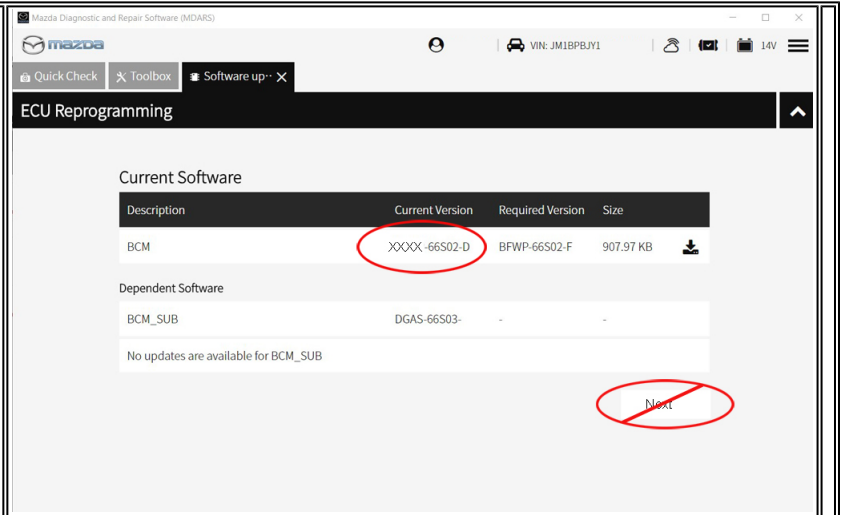 Mazda Diagnostic and Repair Software (MDARS)
mazda VIN: JM1BPBJY1 14V
Quick Check Toolbox Software up··
ECU Reprogramming
Current Software
Description Current Version Required Version Size
BCM XXXX -66S02-D BFWP-66S02-F 907.97 KB
Dependent Software
BCM_SUB DGAS-66S03- - -
No updates are available for BCM_SUB
Next